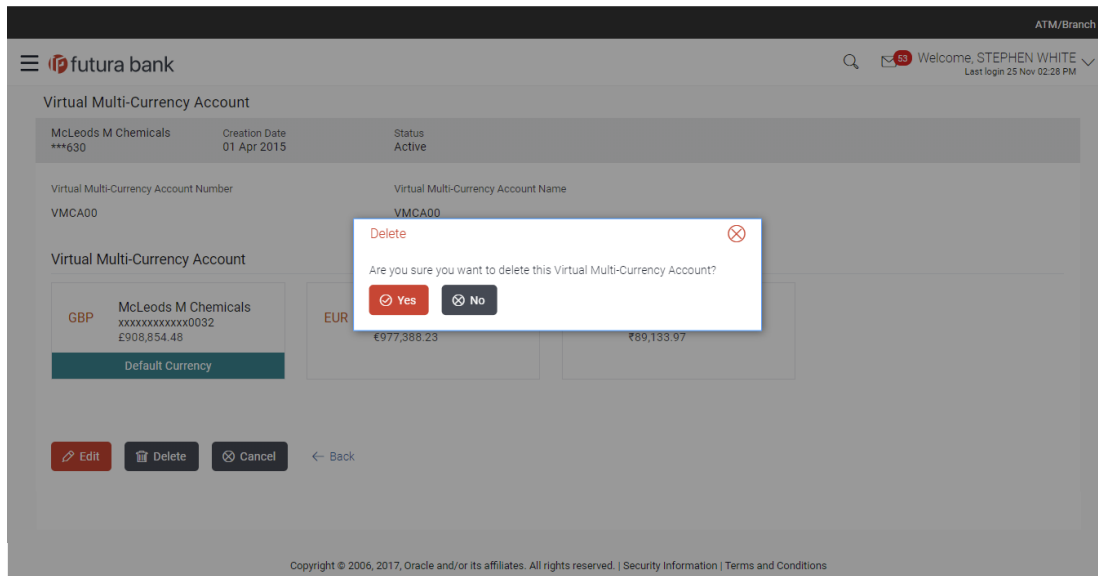 ATM/Branch
futura bank
53
Welcome, STEPHEN WHITE
Last login 25 Nov 02:28 PM
Virtual Multi-Currency Account
McLeods M Chemicals
***630
Creation Date
01 Apr 2015
Status
Active
Virtual Multi-Currency Account Number
VMCA00
Virtual Multi-Currency Account Name
VMCA00
Delete
Are you sure you want to delete this Virtual Multi-Currency Account?
Yes
No
Virtual Multi-Currency Account
GBP
McLeods M Chemicals
xxxxxxxxxxxx0032
£908,854.48
Default Currency
EUR
€977,388.23
₹89,133.97
Edit
Delete
Cancel
← Back
Copyright © 2006, 2017, Oracle and/or its affiliates. All rights reserved. | Security Information | Terms and Conditions